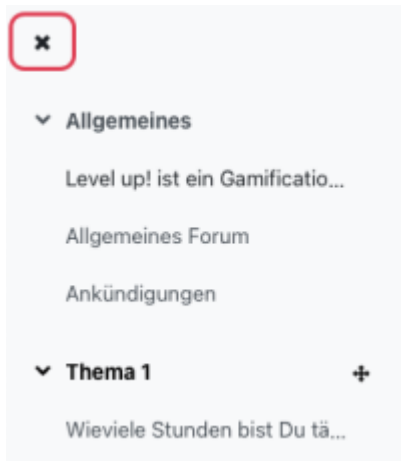 Allgemeines
Level up! ist ein Gamificatio...
Allgemeines Forum
Ankündigungen
Thema 1
Wieviele Stunden bist Du tä...